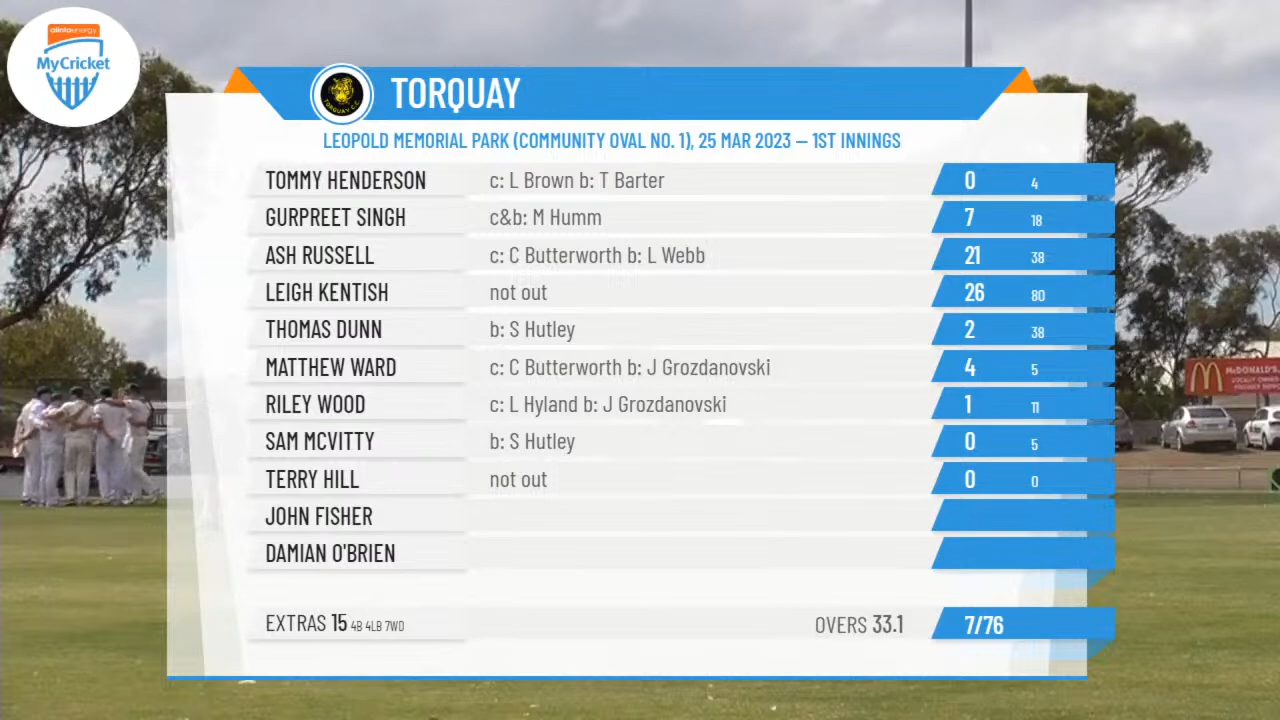 alintaenergy
MyCricket
TORQUAY C.C.
TORQUAY
LEOPOLD MEMORIAL PARK (COMMUNITY OVAL NO. 1), 25 MAR 2023 – 1ST INNINGS
TOMMY HENDERSON c: L Brown b: T Barter 0 4
GURPREET SINGH c&b: M Humm 7 18
ASH RUSSELL c: C Butterworth b: L Webb 21 38
LEIGH KENTISH not out 26 80
THOMAS DUNN b: S Hutley 2 38
MATTHEW WARD c: C Butterworth b: J Grozdanovski 4 5
RILEY WOOD c: L Hyland b: J Grozdanovski 1 11
SAM MCVITTY b: S Hutley 0 5
TERRY HILL not out 0 0
JOHN FISHER
DAMIAN O'BRIEN
EXTRAS 15 4B 4LB 7WD OVERS 33.1 7/76
McDONALD'S
LOCALLY OWNED